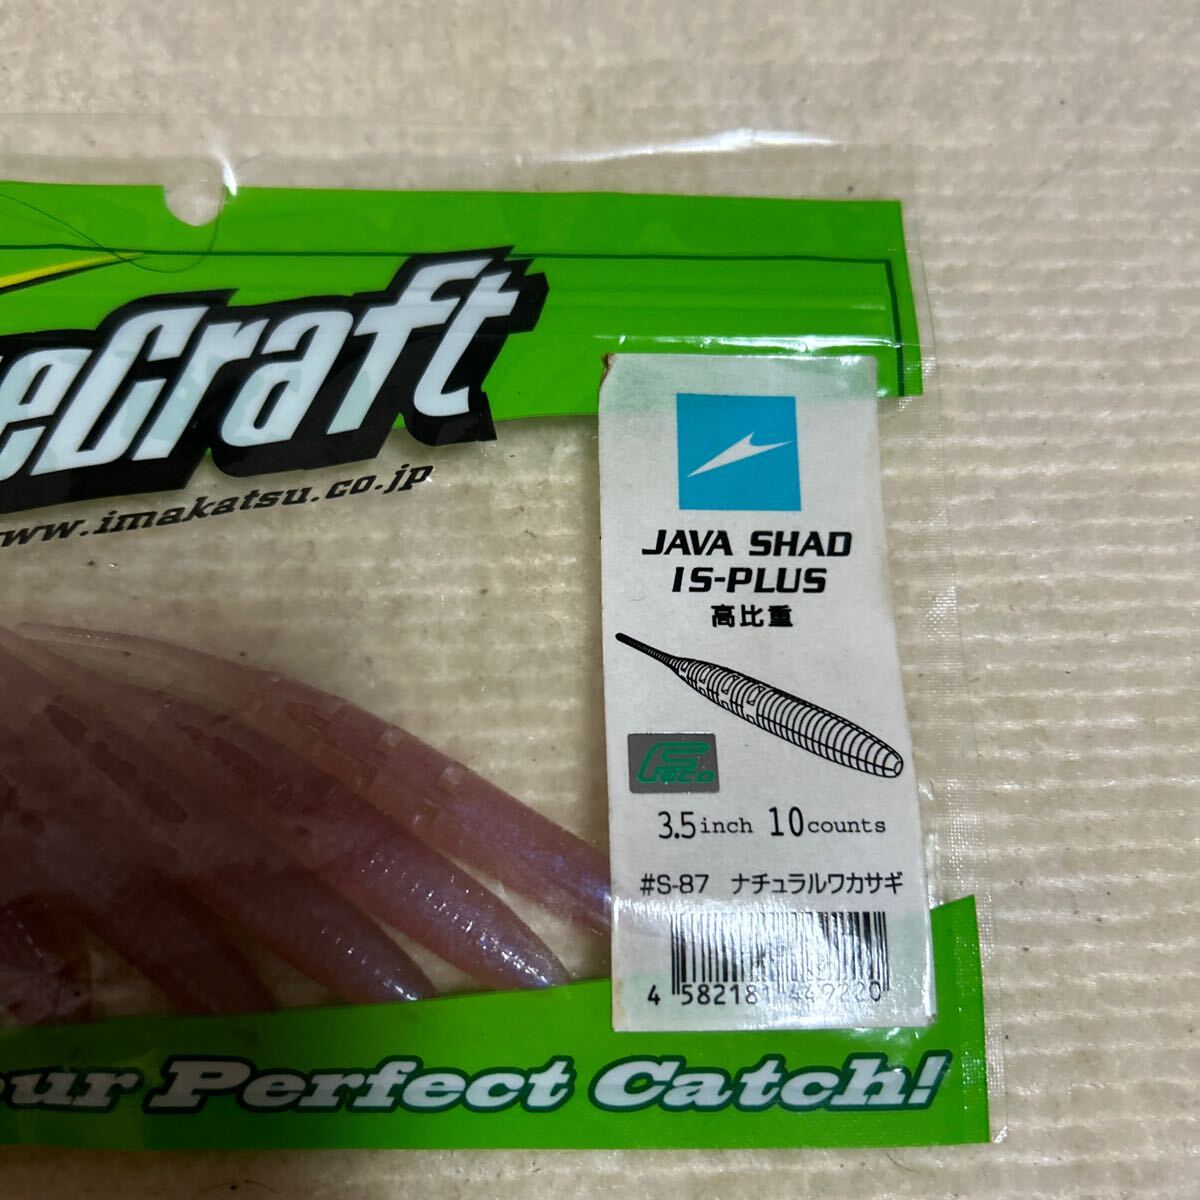 eCraft
www.imakatsu.co.jp
JAVA SHAD
IS-PLUS
高比重
Feco
3.5inch 10counts
#S-87 ナチュラルワカサギ
4 582181 449220
our Perfect Catch!